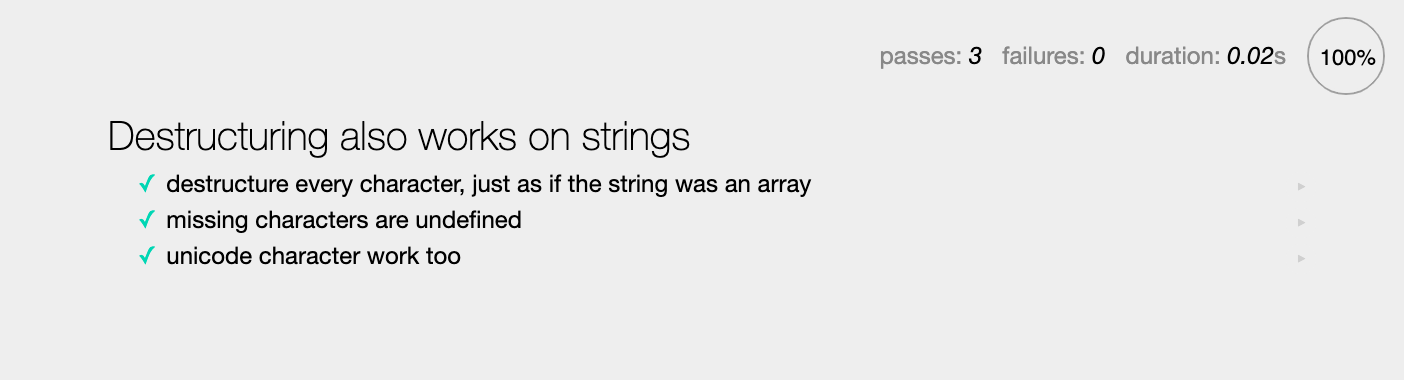 passes: 3 failures: 0 duration: 0.02s 100%
Destructuring also works on strings
✓ destructure every character, just as if the string was an array
✓ missing characters are undefined
✓ unicode character work too